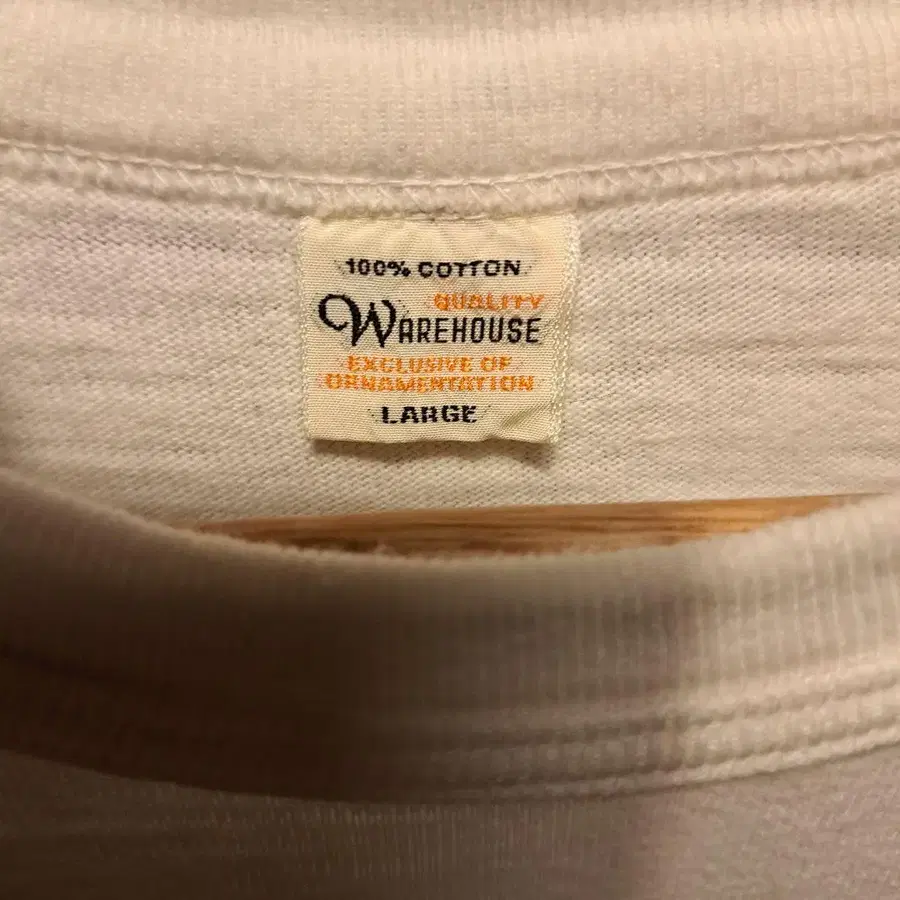 100% COTTON
QUALITY
WAREHOUSE
EXCLUSIVE OF
ORNAMENTATION
LARGE